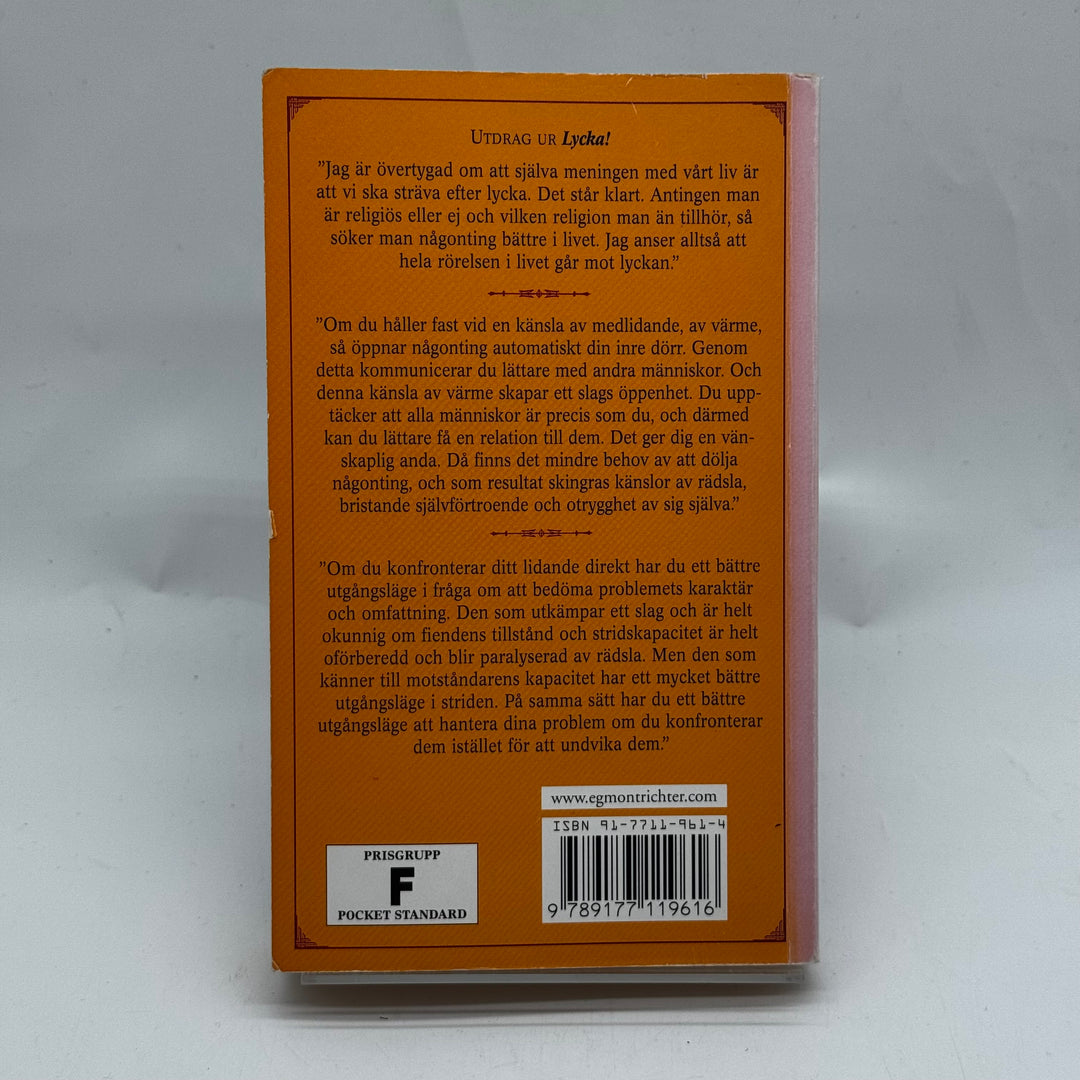 UTDRAG UR Lycka!
”Jag är övertygad om att själva meningen med vårt liv är
att vi ska sträva efter lycka. Det står klart. Antingen man
är religiös eller ej och vilken religion man än tillhör, så
söker man någonting bättre i livet. Jag anser alltså att
hela rörelsen i livet går mot lyckan.”
”Om du håller fast vid en känsla av medlidande, av värme,
så öppnar någonting automatiskt din inre dörr. Genom
detta kommunicerar du lättare med andra människor. Och
denna känsla av värme skapar ett slags öppenhet. Du upp-
täcker att alla människor är precis som du, och därmed
kan du lättare få en relation till dem. Det ger dig en vän-
skaplig anda. Då finns det mindre behov av att dölja
någonting, och som resultat skingras känslor av rädsla,
bristande självförtroende och otrygghet av sig själva.”
”Om du konfronterar ditt lidande direkt har du ett bättre
utgångsläge i fråga om att bedöma problemets karaktär
och omfattning. Den som utkämpar ett slag och är helt
okunnig om fiendens tillstånd och stridskapacitet är helt
oförberedd och blir paralyserad av rädsla. Men den som
känner till motståndarens kapacitet har ett mycket bättre
utgångsläge i striden. På samma sätt har du ett bättre
utgångsläge att hantera dina problem om du konfronterar
dem istället för att undvika dem.”
www.egmontrichter.com
ISBN 91-7711-961-4
9 789177 119616
PRISGRUPP
F
POCKET STANDARD